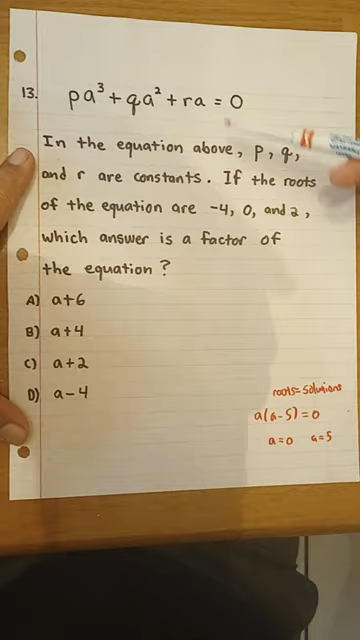 13. pa³ + qa² + ra = 0
In the equation above, p, q,
and r are constants. If the roots
of the equation are -4, 0, and 2,
which answer is a factor of
the equation?
A) a+6
B) a+4
C) a+2
D) a-4
roots=solutions
a(a-5)=0
a=0 a=5